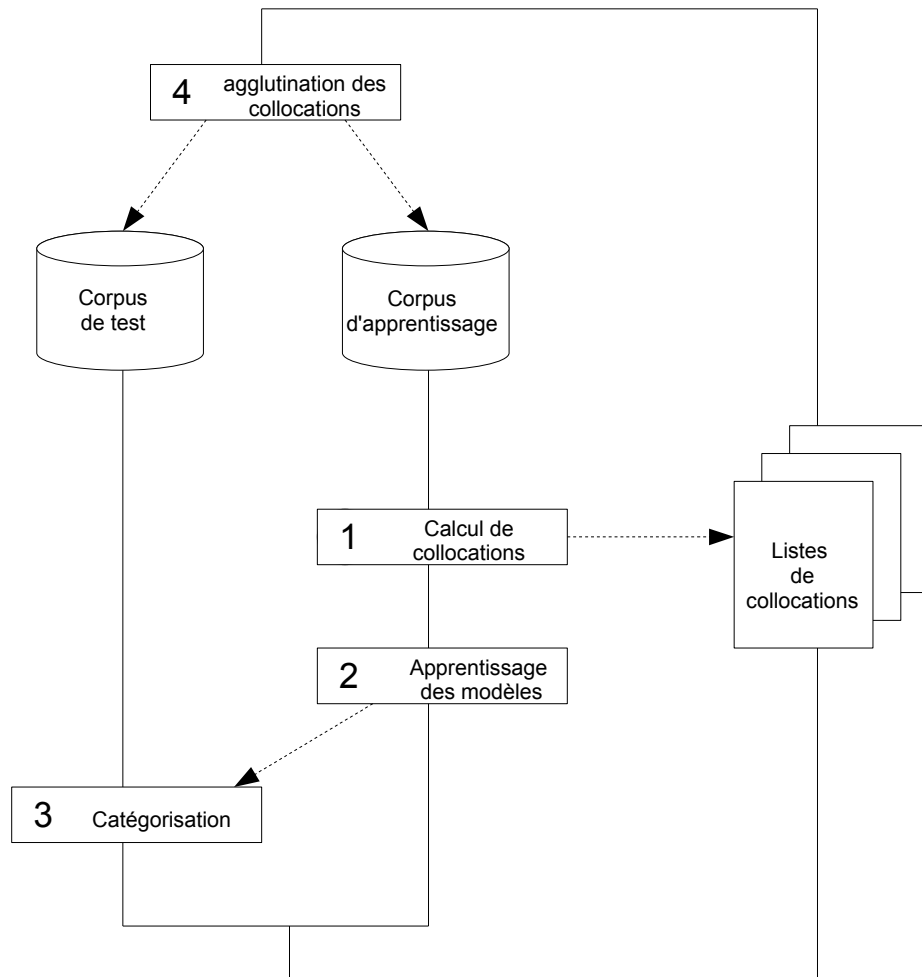 4 agglutination des
collocations
Corpus
de test
Corpus
d'apprentissage
1 Calcul de
collocations
Listes
de
collocations
2 Apprentissage
des modèles
3 Catégorisation